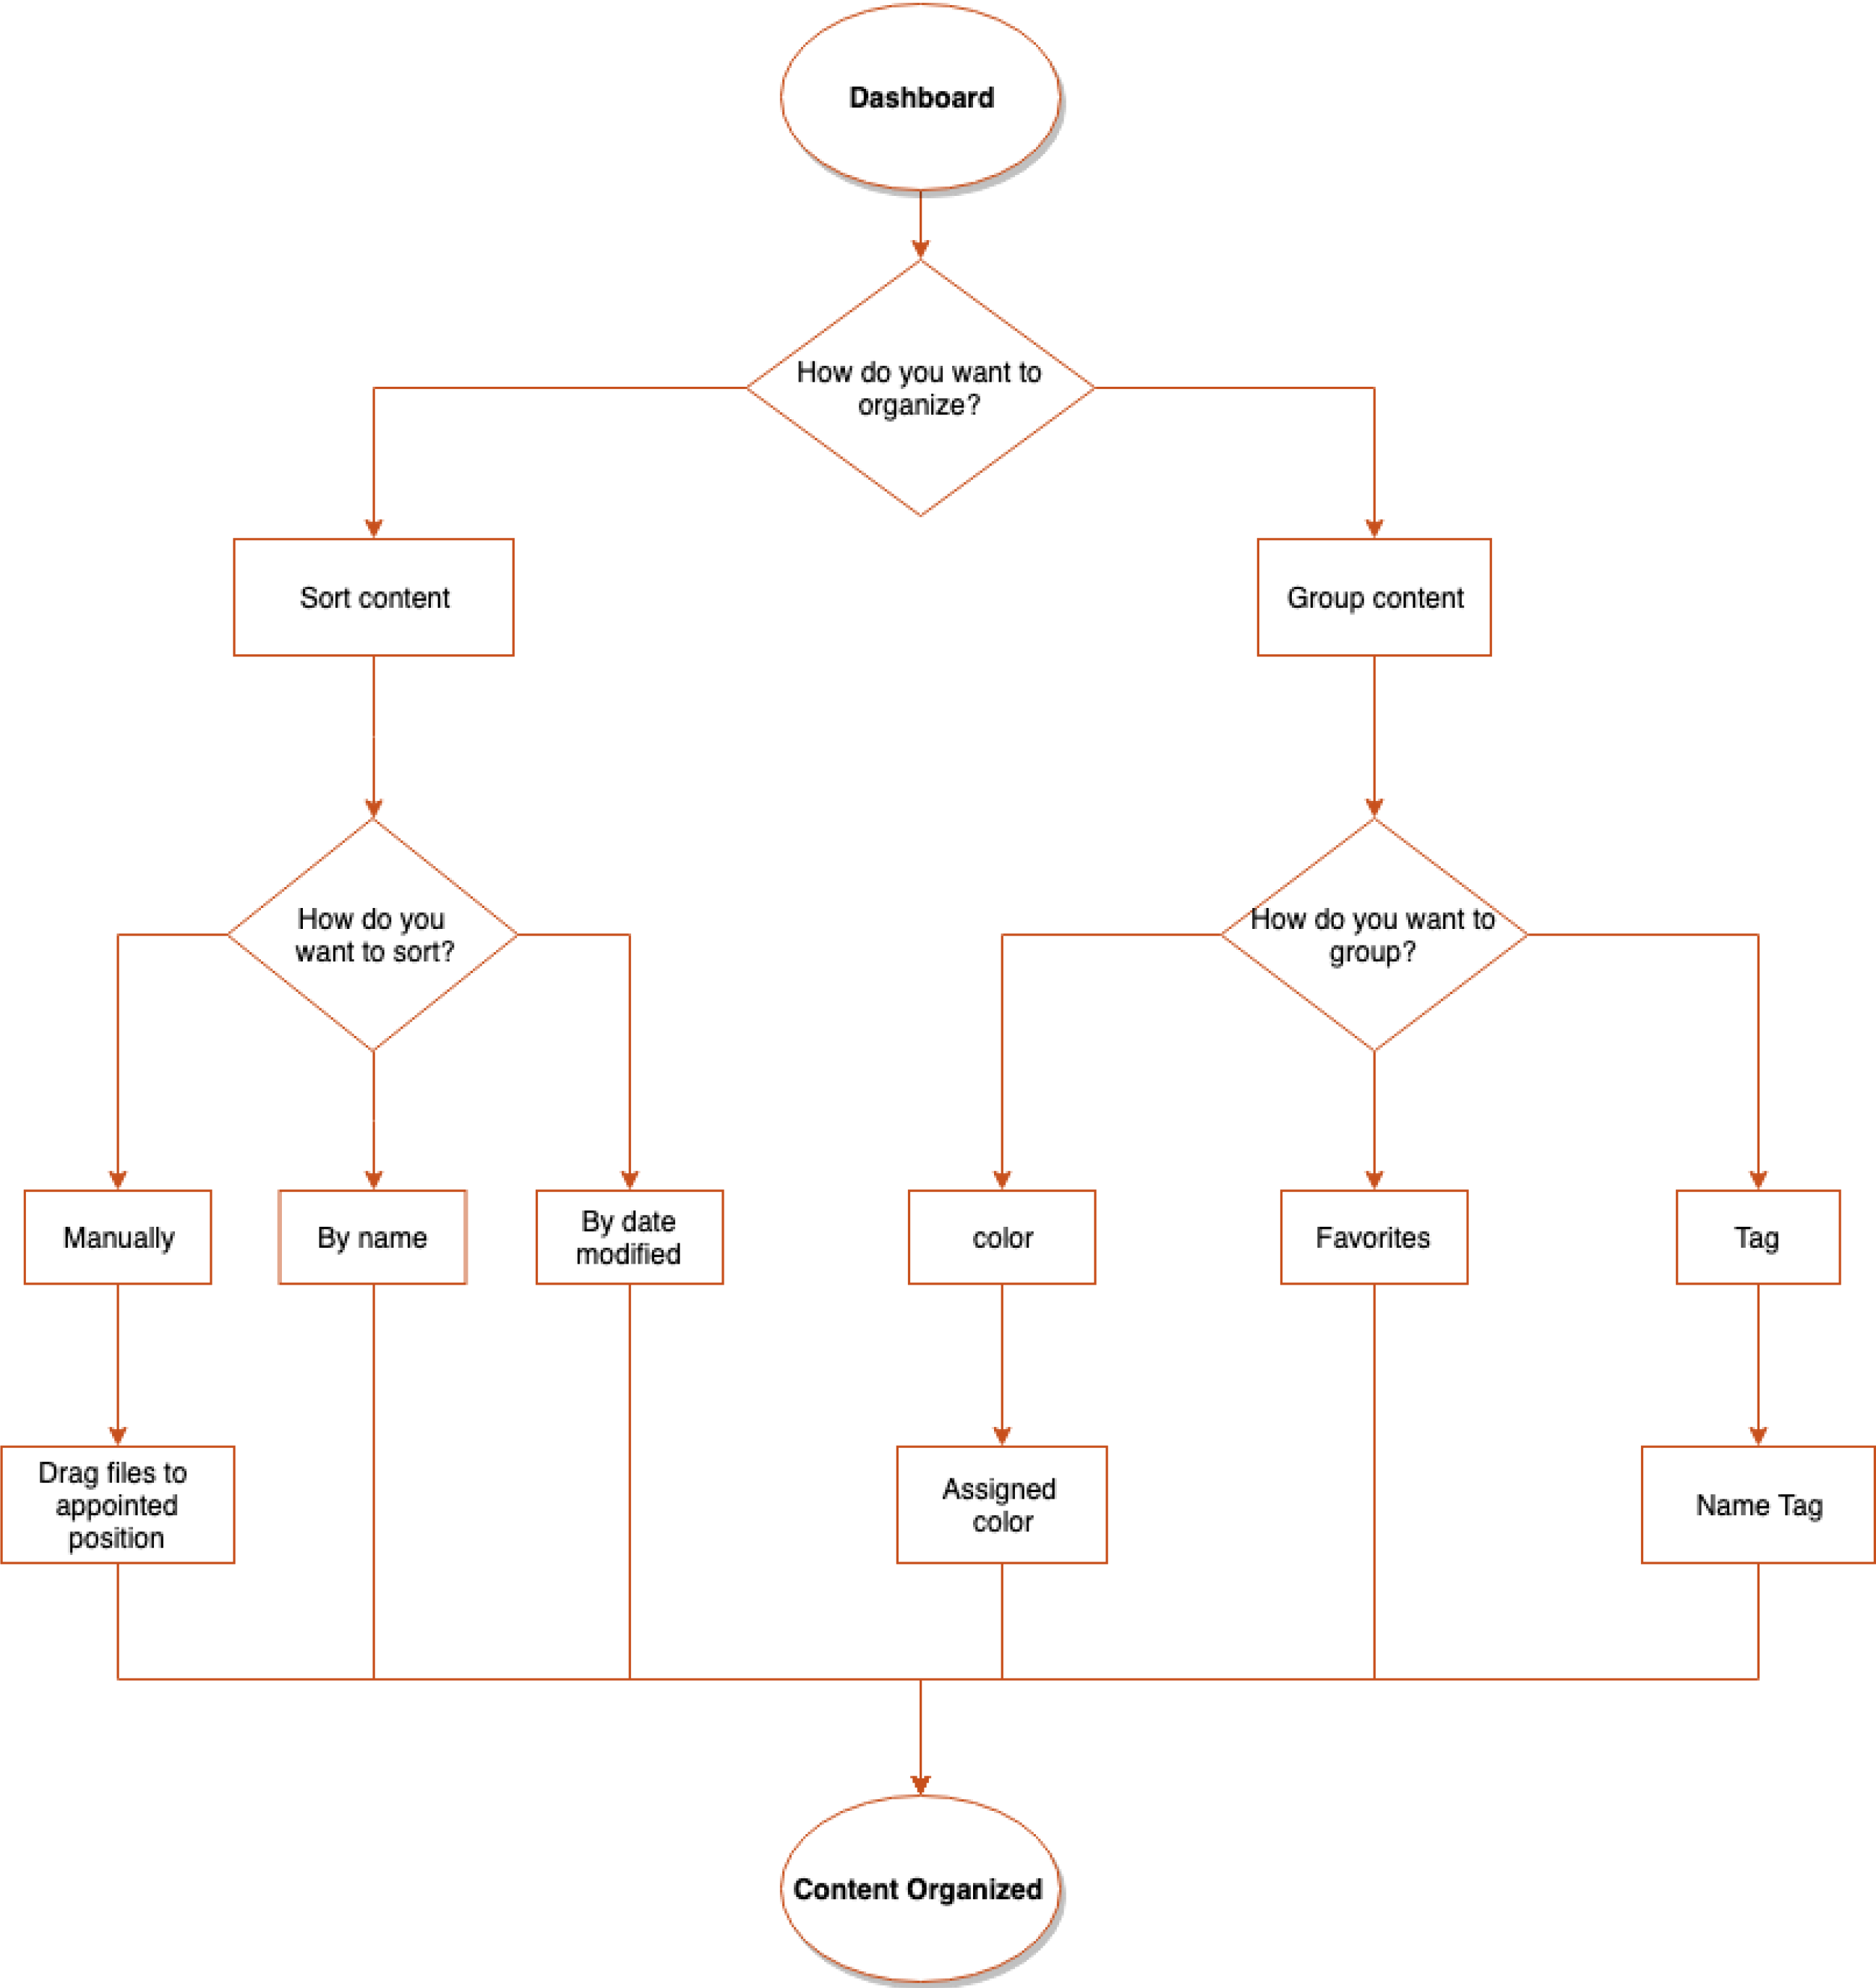 Dashboard
How do you want to
organize?
Sort content
Group content
How do you
want to sort?
How do you want to
group?
Manually
By name
By date
modified
color
Favorites
Tag
Drag files to
appointed
position
Assigned
color
Name Tag
Content Organized